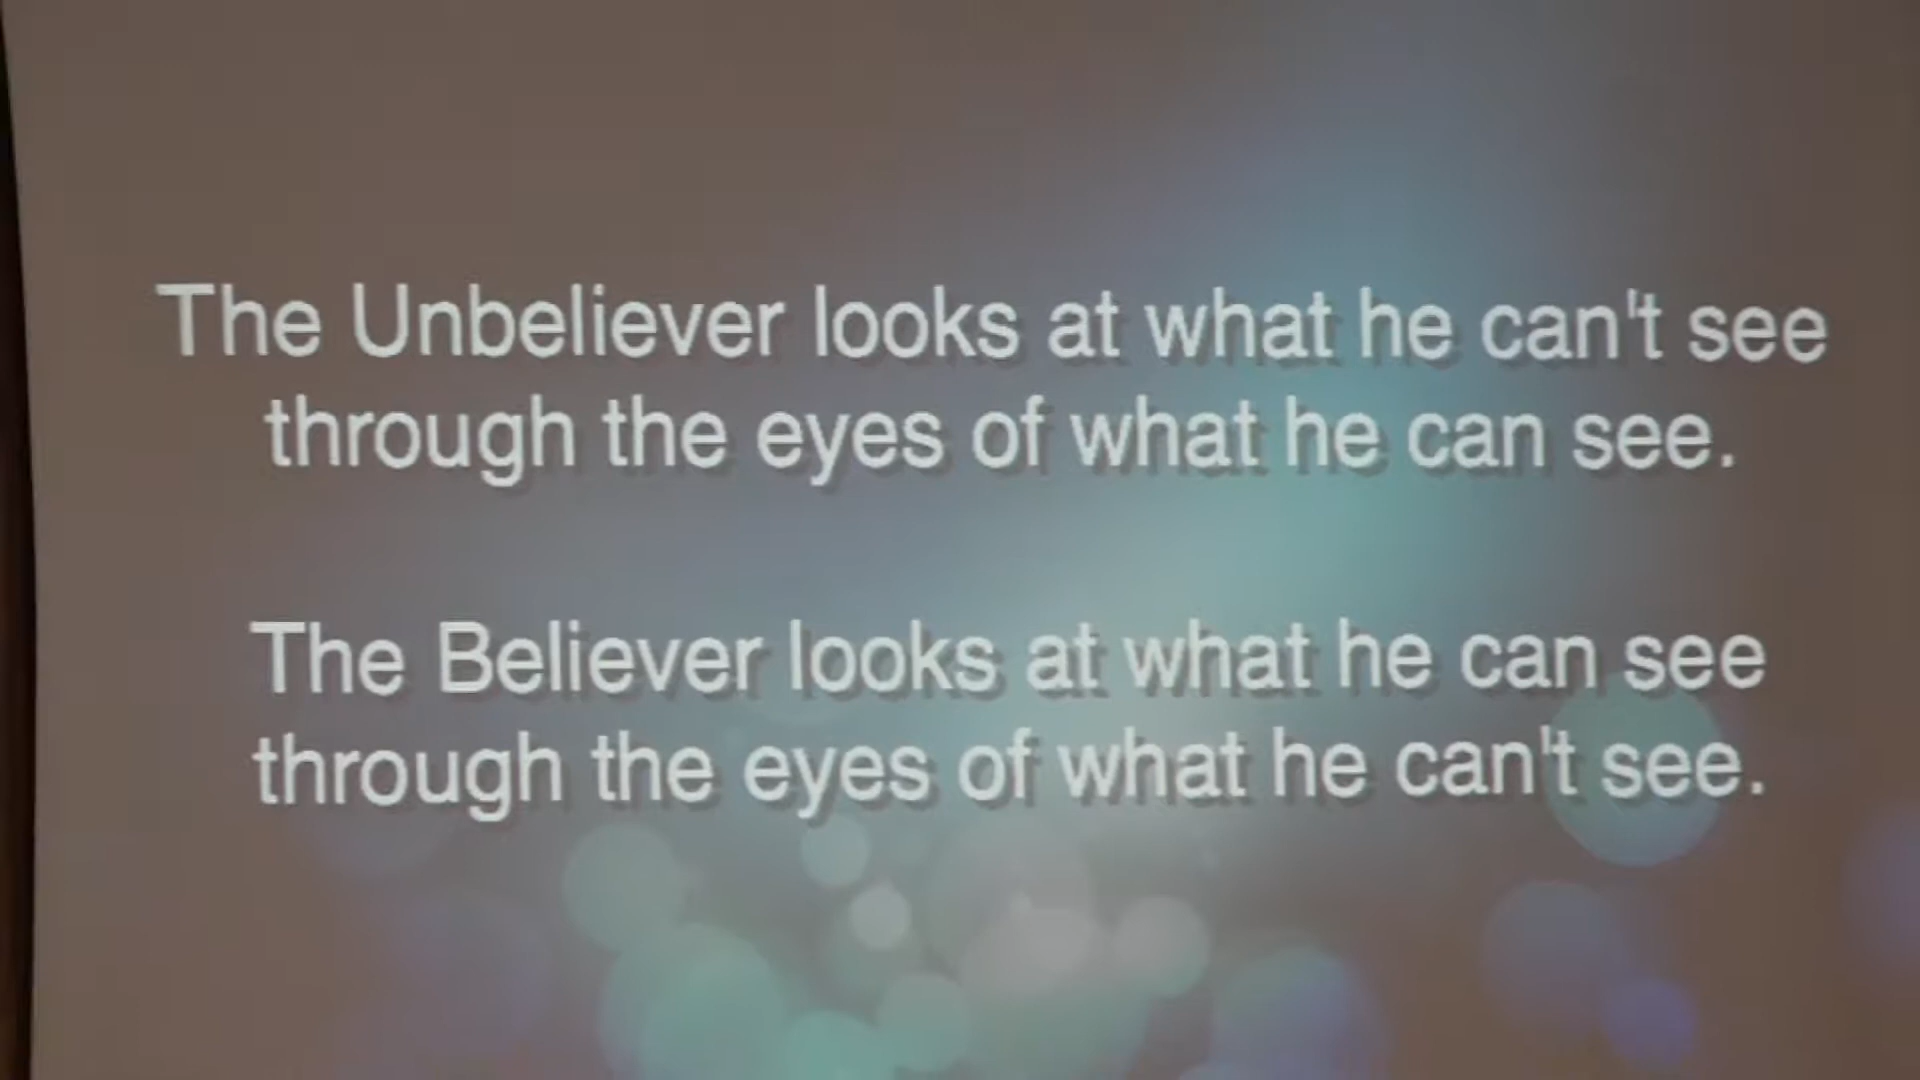 The Unbeliever looks at what he can't see
through the eyes of what he can see.
The Believer looks at what he can see
through the eyes of what he can't see.